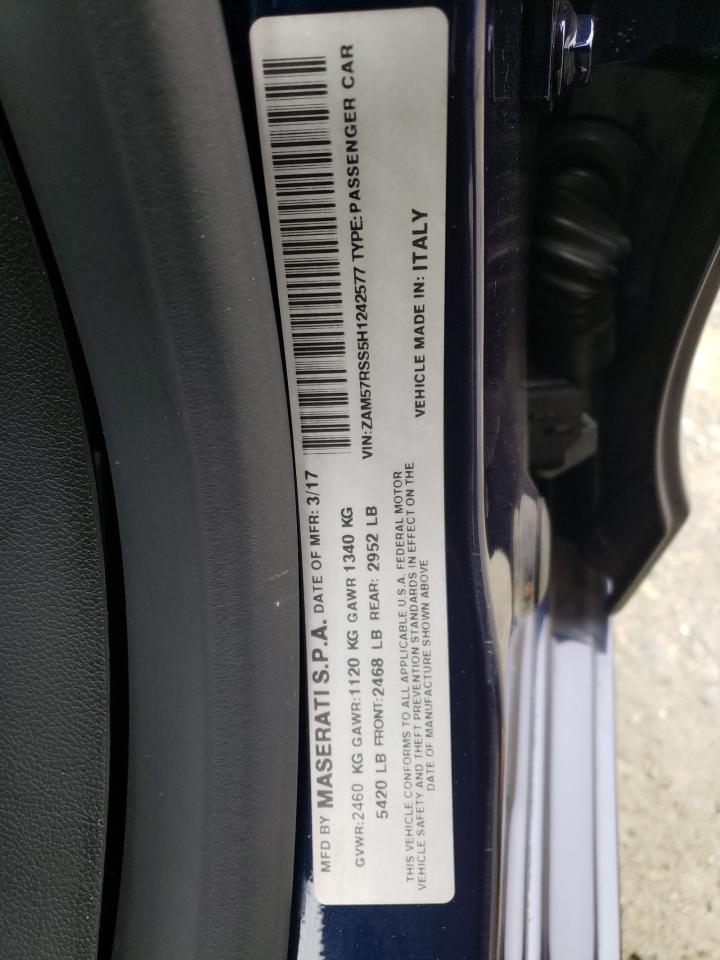 MFD BY MASERATI S.P.A. DATE OF MFR: 3/17
GVWR:2460 KG GAWR:1120 KG GAWR 1340 KG
5420 LB FRONT:2468 LB REAR: 2952 LB
VIN:ZAM57RSS5H1242577 TYPE:PASSENGER CAR
THIS VEHICLE CONFORMS TO ALL APPLICABLE U.S.A. FEDERAL MOTOR
VEHICLE SAFETY AND THEFT PREVENTION STANDARDS IN EFFECT ON THE
DATE OF MANUFACTURE SHOWN ABOVE
VEHICLE MADE IN: ITALY